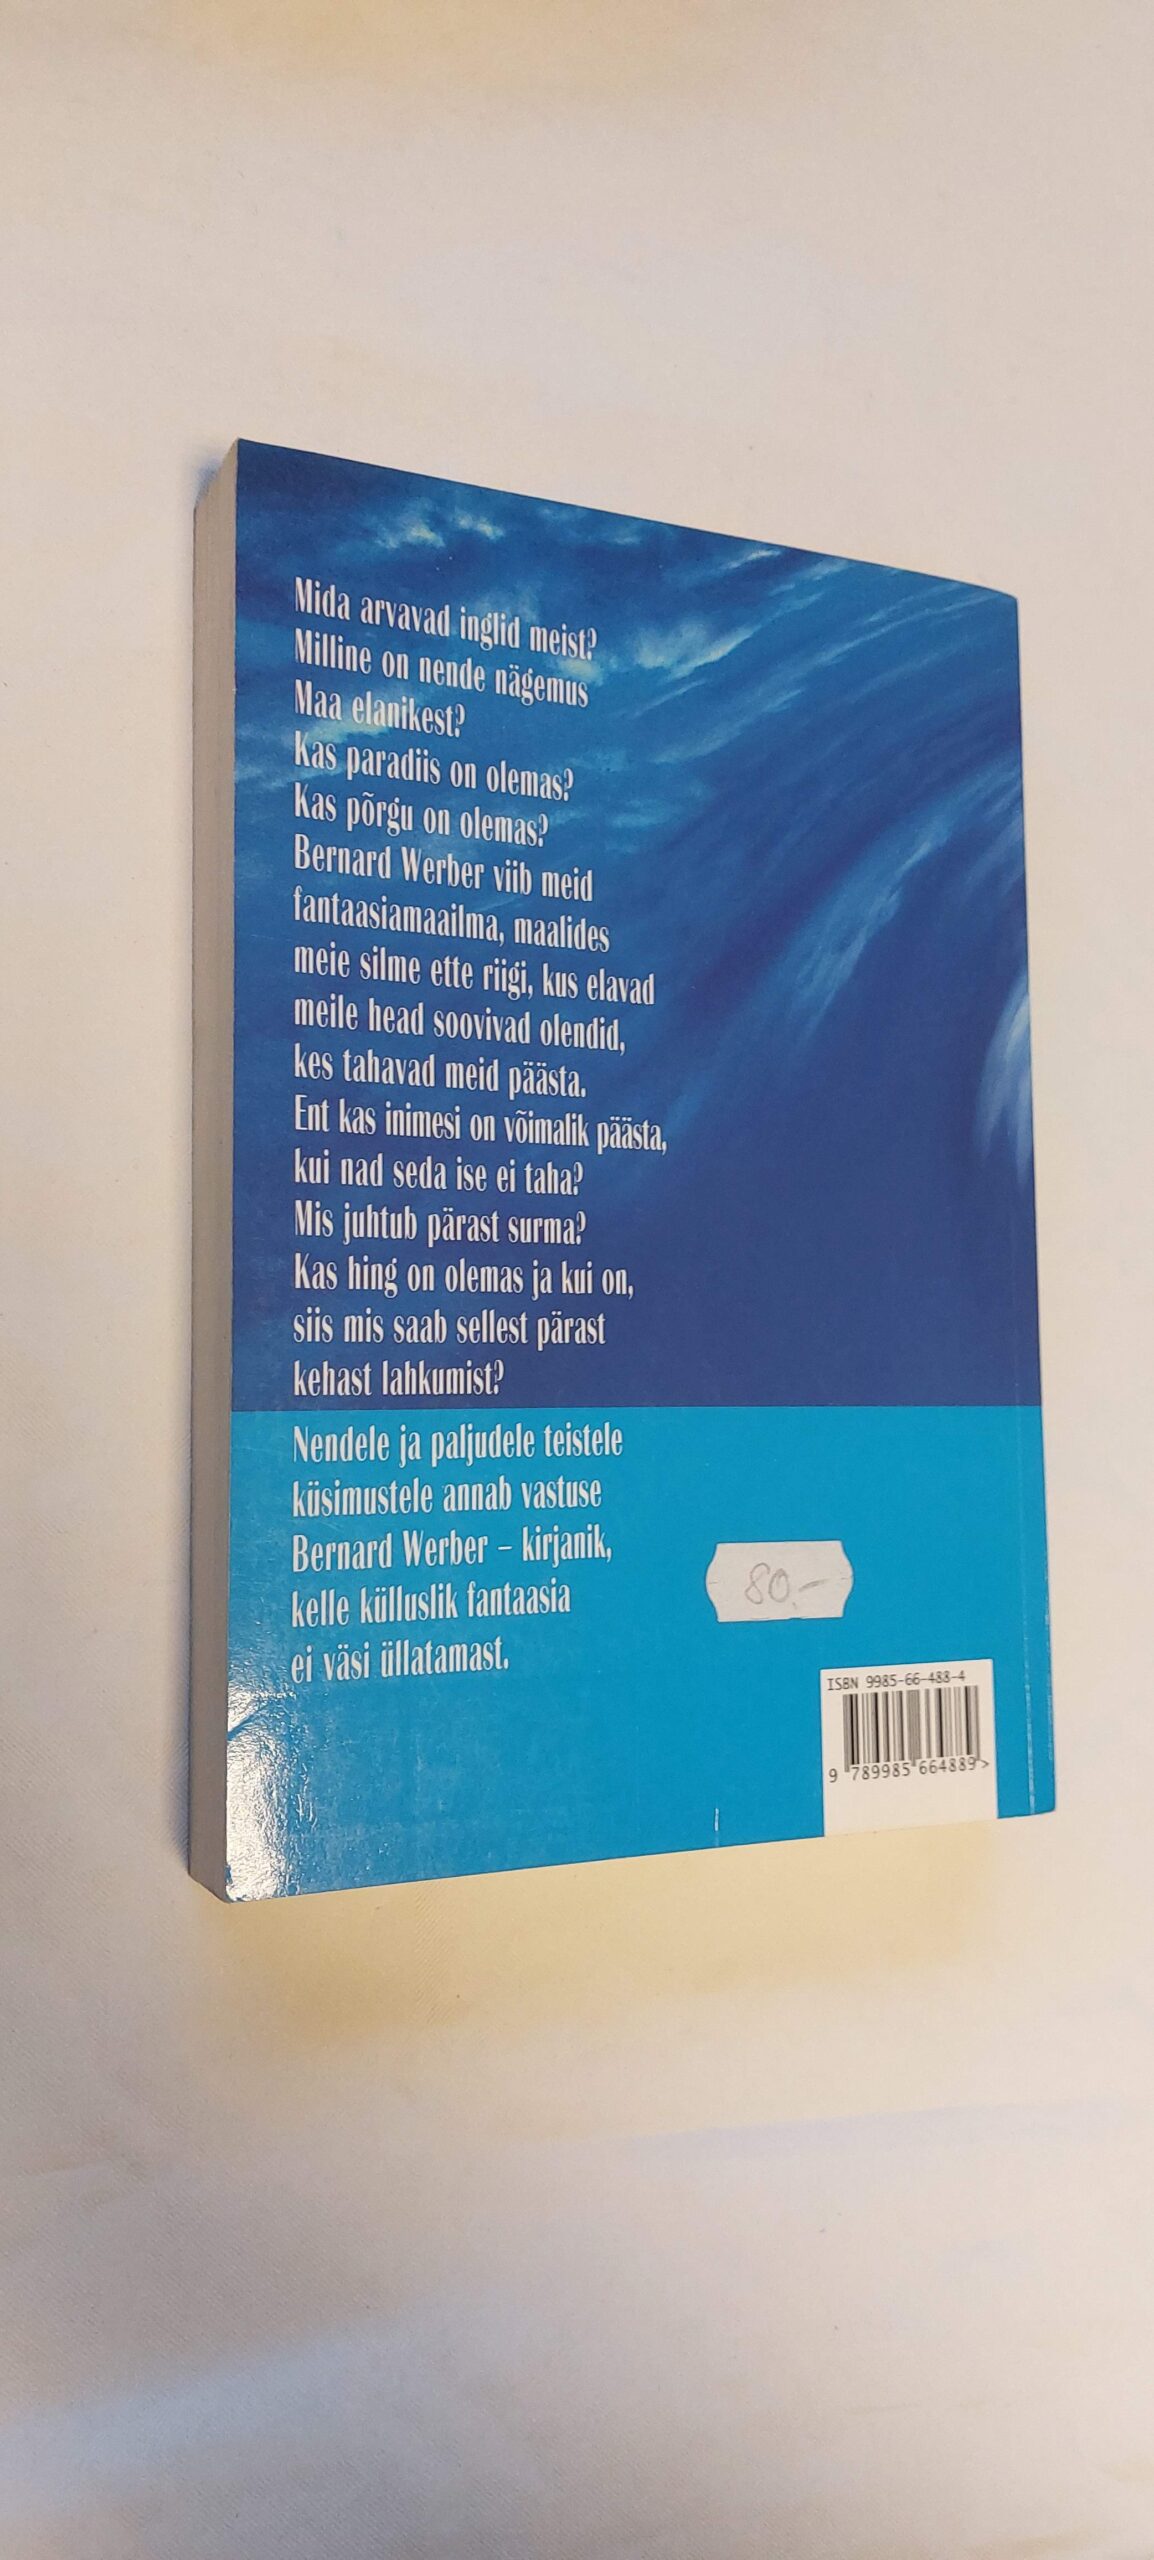 Mida arvavad inglid meist?
Milline on nende nägemus
Maa elanikest?
Kas paradiis on olemas?
Kas põrgu on olemas?
Bernard Werber viib meid
fantaasiamaailma, maalides
meie silme ette riigi, kus elavad
meile head soovivad olendid,
kes tahavad meid päästa.
Ent kas inimesi on võimalik päästa,
kui nad seda ise ei taha?
Mis juhtub pärast surma?
Kas hing on olemas ja kui on,
siis mis saab sellest pärast
kehast lahkumist?
Nendele ja paljudele teistele
küsimustele annab vastuse
Bernard Werber – kirjanik,
kelle külluslik fantaasia
ei väsi üllatamast.
80.-
ISBN 9985-66-488-4
9 789985 664889 >